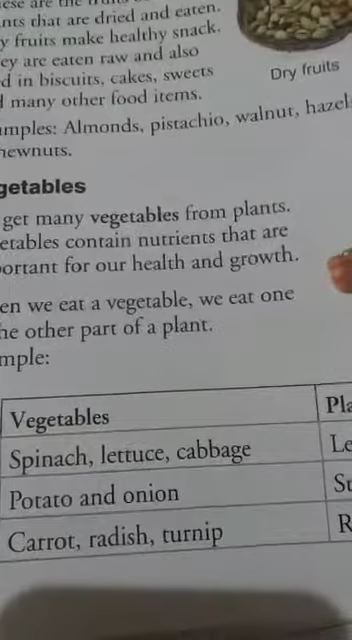 nts that are dried and eaten.
y fruits make healthy snack.
ey are eaten raw and also
d in biscuits, cakes, sweets
many other food items.
Dry fruits
mples: Almonds, pistachio, walnut, hazel
hewnuts.
getables
get many vegetables from plants.
etables contain nutrients that are
portant for our health and growth.
en we eat a vegetable, we eat one
he other part of a plant.
mple:
Vegetables Pla
Spinach, lettuce, cabbage Le
Potato and onion St
Carrot, radish, turnip R